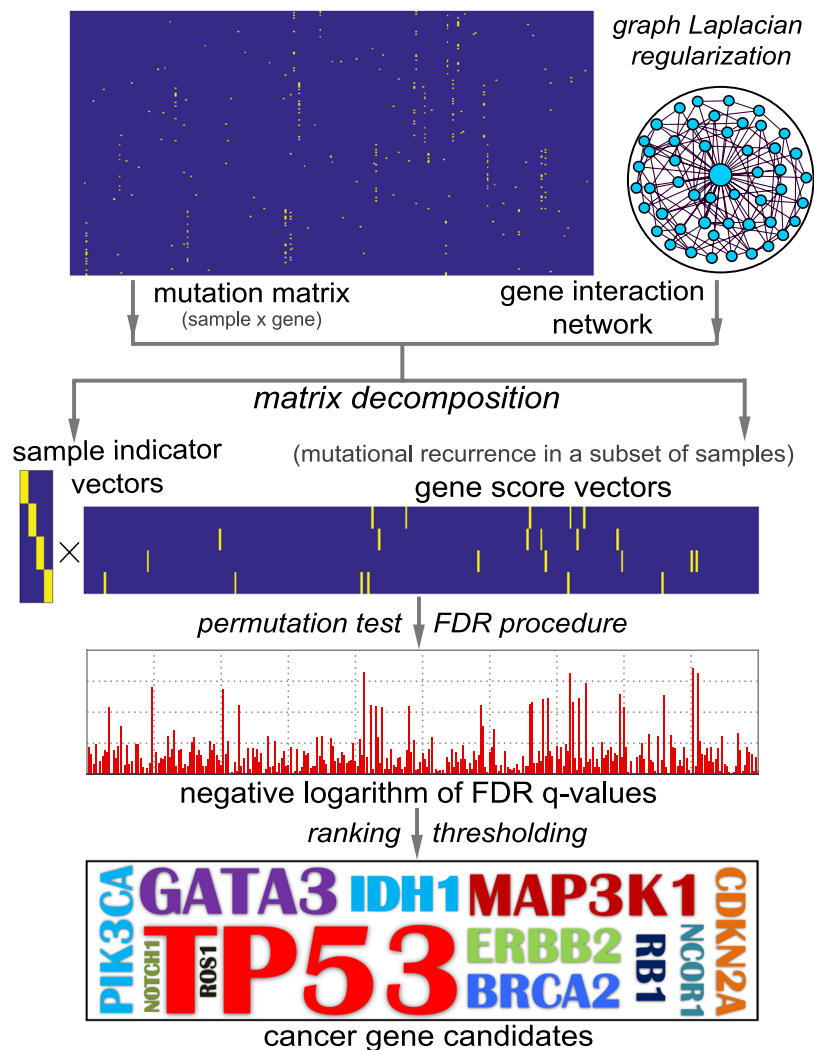 graph Laplacian
regularization
mutation matrix
(sample x gene)
gene interaction
network
matrix decomposition
sample indicator
vectors
(mutational recurrence in a subset of samples)
gene score vectors
×
permutation test
FDR procedure
negative logarithm of FDR q-values
ranking
thresholding
PIK3CA
GATA3
IDH1
MAP3K1
CDKN2A
NOTCH1
TP53
ROS1
ERBB2
BRCA2
RB1
NCOR1
cancer gene candidates